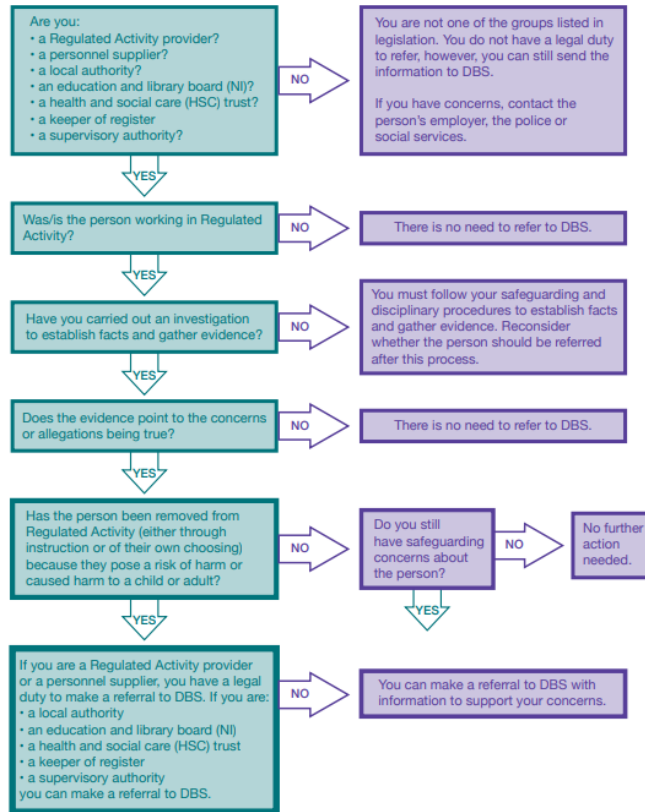 Are you:
• a Regulated Activity provider?
• a personnel supplier?
• a local authority?
• an education and library board (NI)?
• a health and social care (HSC) trust?
• a keeper of register
• a supervisory authority?
NO
You are not one of the groups listed in
legislation. You do not have a legal duty
to refer, however, you can still send the
information to DBS.
If you have concerns, contact the
person's employer, the police or
social services.
YES
Was/is the person working in Regulated
Activity?
NO
There is no need to refer to DBS.
YES
Have you carried out an investigation
to establish facts and gather evidence?
NO
You must follow your safeguarding and
disciplinary procedures to establish facts
and gather evidence. Reconsider
whether the person should be referred
after this process.
YES
Does the evidence point to the concerns
or allegations being true?
NO
There is no need to refer to DBS.
YES
Has the person been removed from
Regulated Activity (either through
instruction or of their own choosing)
because they pose a risk of harm or
caused harm to a child or adult?
NO
Do you still
have safeguarding
concerns about
the person?
NO
No further
action
needed.
YES
YES
If you are a Regulated Activity provider
or a personnel supplier, you have a legal
duty to make a referral to DBS. If you are:
• a local authority
• an education and library board (NI)
• a health and social care (HSC) trust
• a keeper of register
• a supervisory authority
you can make a referral to DBS.
NO
You can make a referral to DBS with
information to support your concerns.